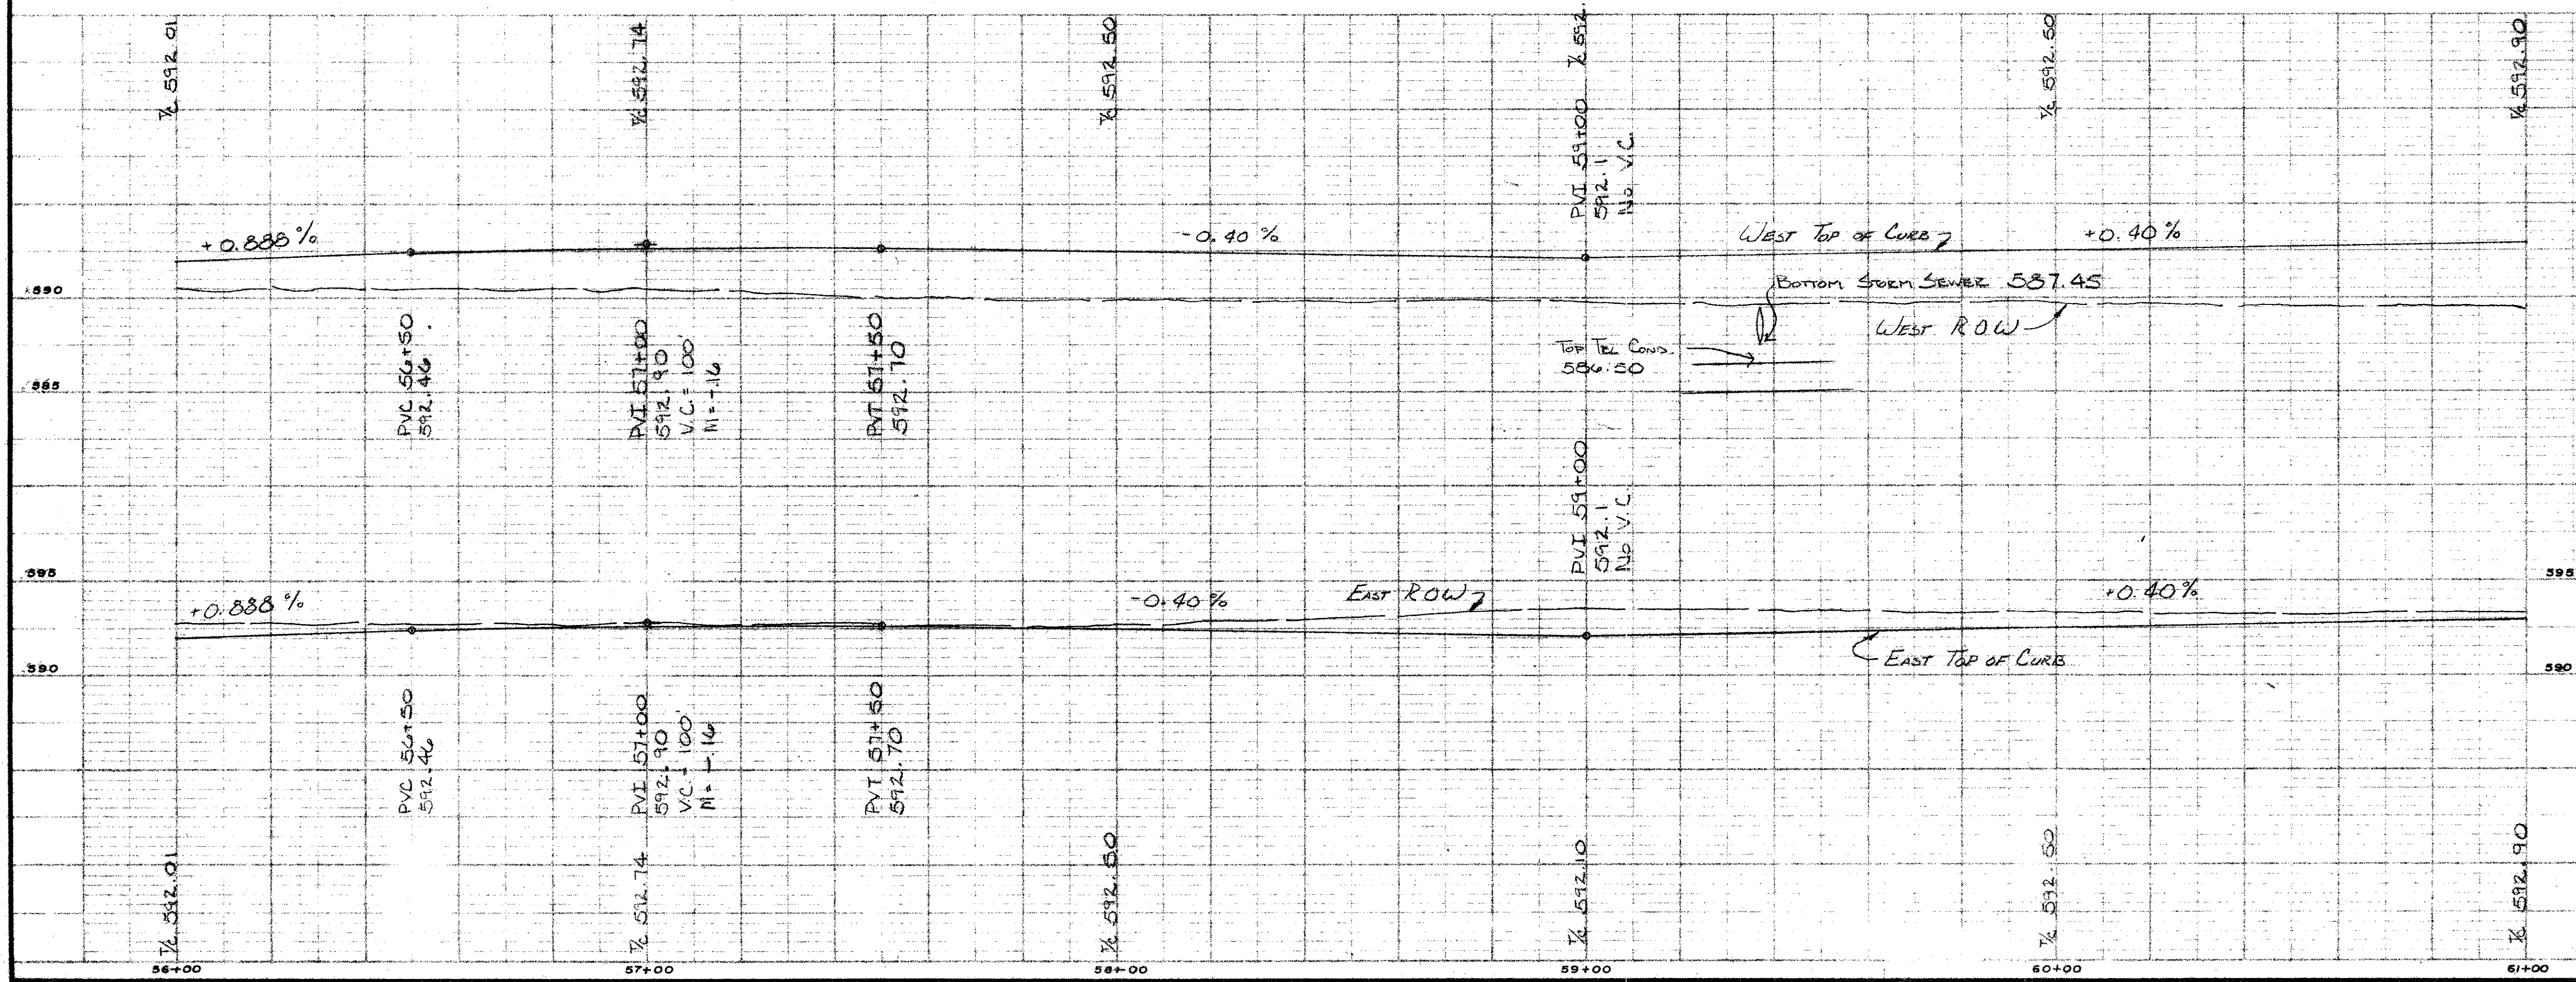 T/C 592.01
T/C 592.74
T/C 592.50
T/C 592.
T/C 592.50
T/C 592.90
PVI 59+00
592.1
No V.C.
+0.888%
-0.40%
WEST TOP OF CURB
+0.40%
590
BOTTOM STORM SEWER 587.45
WEST R.O.W
TOP TEL COND.
586.50
585
PVC 56+50
592.46
PVI 57+00
592.90
V.C. = 100'
M = -.16
PVT 57+50
592.70
PVI 59+00
592.1
No V.C.
595
595
+0.888%
-0.40%
EAST R.O.W
+0.40%
590
EAST TOP OF CURB
590
PVC 56+50
592.46
PVI 57+00
592.90
V.C. = 100'
M = -.16
PVT 57+50
592.70
T/C 592.01
T/C 592.74
T/C 592.50
T/C 592.10
T/C 592.50
T/C 592.90
56+00
57+00
58+00
59+00
60+00
61+00